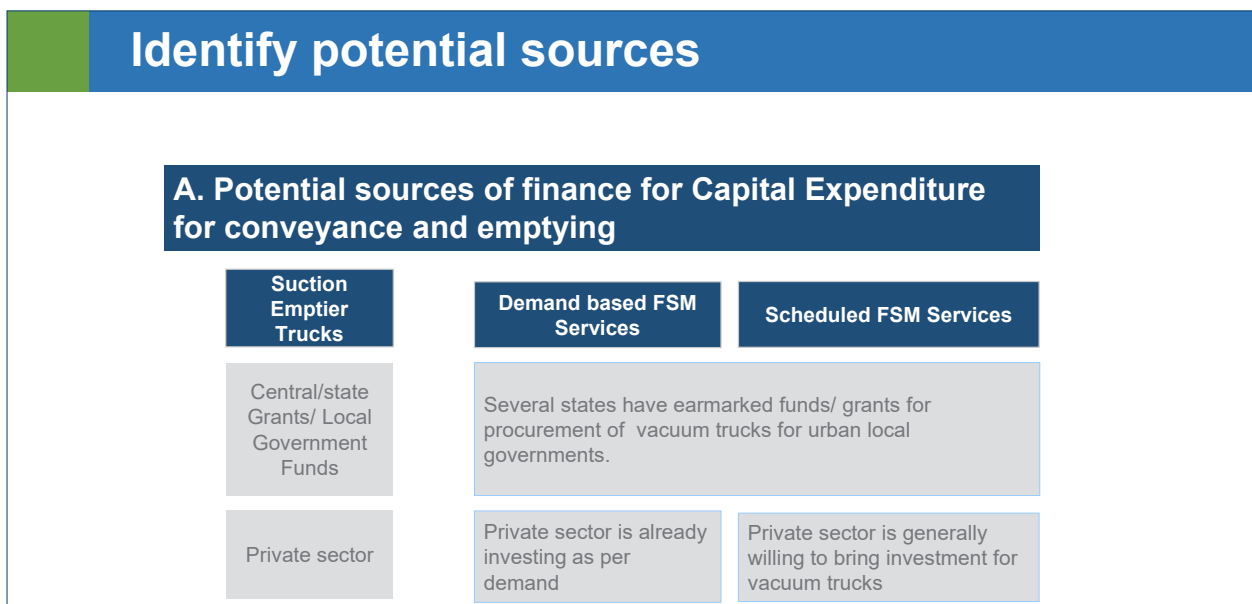 Identify potential sources
A. Potential sources of finance for Capital Expenditure
for conveyance and emptying
Suction
Emptier
Trucks
Demand based FSM
Services
Scheduled FSM Services
Central/state
Grants/ Local
Government
Funds
Several states have earmarked funds/ grants for
procurement of  vacuum trucks for urban local
governments.
Private sector
Private sector is already
investing as per
demand
Private sector is generally
willing to bring investment for
vacuum trucks